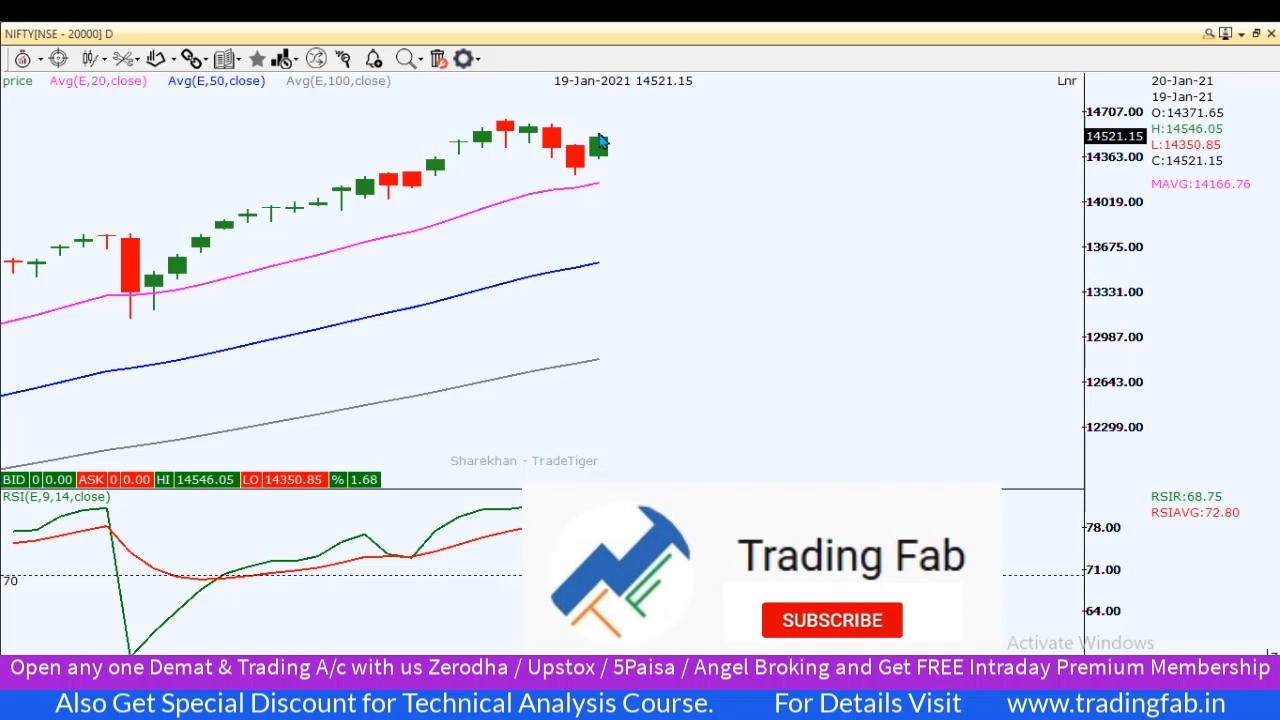 NIFTY[NSE - 20000] D
price Avg(E,20,close) Avg(E,50,close) Avg(E,100,close) 19-Jan-2021 14521.15 Lnr
20-Jan-21
19-Jan-21
O:14371.65
H:14546.05
L:14350.85
C:14521.15
MAVG:14166.76
14707.00
14521.15
14363.00
14019.00
13675.00
13331.00
12987.00
12643.00
12299.00
Sharekhan - TradeTiger
BID 0 0.00 ASK 0 0.00 HI 14546.05 LO 14350.85 % 1.68
RSI(E,9,14,close)
RSIR:68.75
RSIAVG:72.80
78.00
71.00
64.00
70
Trading Fab
SUBSCRIBE
Activate Windows
Open any one Demat & Trading A/c with us Zerodha / Upstox / 5Paisa / Angel Broking and Get FREE Intraday Premium Membership
Also Get Special Discount for Technical Analysis Course. For Details Visit www.tradingfab.in